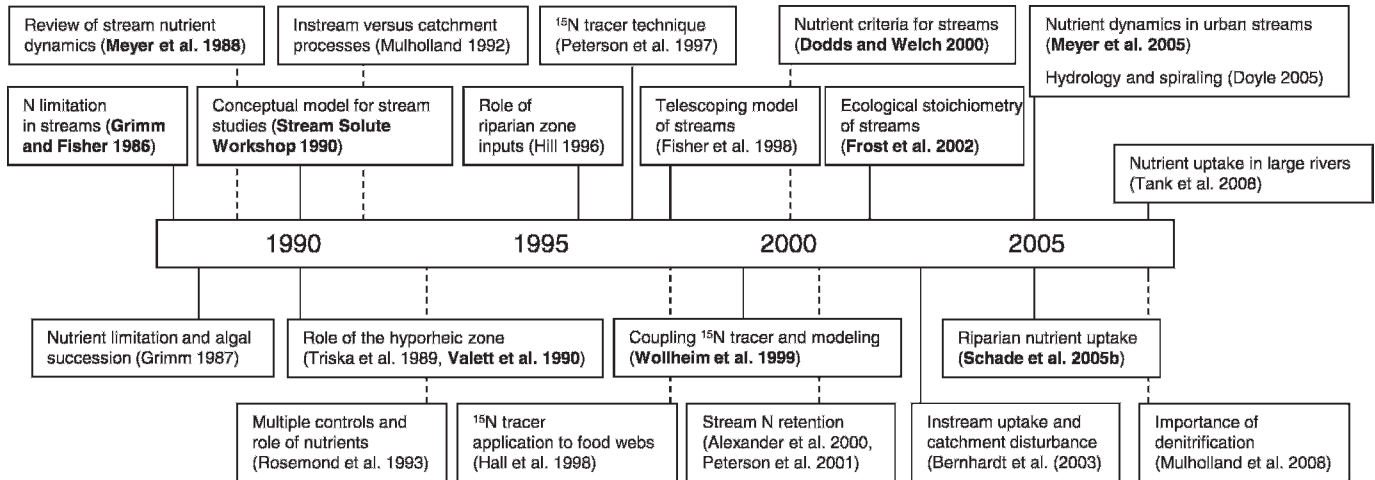 Review of stream nutrient
dynamics (Meyer et al. 1988)
Instream versus catchment
processes (Mulholland 1992)
¹⁵N tracer technique
(Peterson et al. 1997)
Nutrient criteria for streams
(Dodds and Welch 2000)
Nutrient dynamics in urban streams
(Meyer et al. 2005)
Hydrology and spiraling (Doyle 2005)
N limitation
in streams (Grimm
and Fisher 1986)
Conceptual model for stream
studies (Stream Solute
Workshop 1990)
Role of
riparian zone
inputs (Hill 1996)
Telescoping model
of streams
(Fisher et al. 1998)
Ecological stoichiometry
of streams
(Frost et al. 2002)
Nutrient uptake in large rivers
(Tank et al. 2008)
1990 1995 2000 2005
Nutrient limitation and algal
succession (Grimm 1987)
Role of the hyporheic zone
(Triska et al. 1989, Valett et al. 1990)
Coupling ¹⁵N tracer and modeling
(Wollheim et al. 1999)
Riparian nutrient uptake
(Schade et al. 2005b)
Multiple controls and
role of nutrients
(Rosemond et al. 1993)
¹⁵N tracer
application to food webs
(Hall et al. 1998)
Stream N retention
(Alexander et al. 2000,
Peterson et al. 2001)
Instream uptake and
catchment disturbance
(Bernhardt et al. (2003)
Importance of
denitrification
(Mulholland et al. 2008)